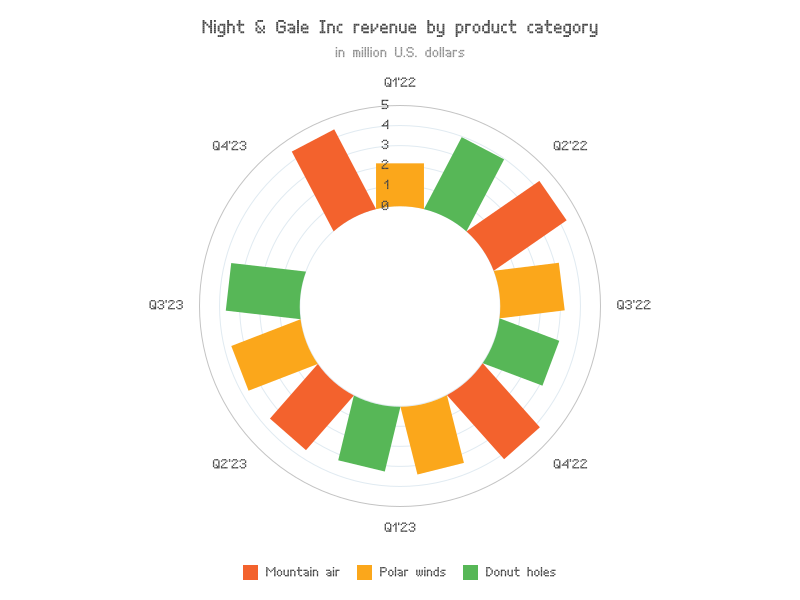 Night & Gale Inc revenue by product category
in million U.S. dollars
Q1'22
5
4
3
2
1
0
Q4'23
Q2'22
Q3'23
Q3'22
Q2'23
Q4'22
Q1'23
Mountain air
Polar winds
Donut holes